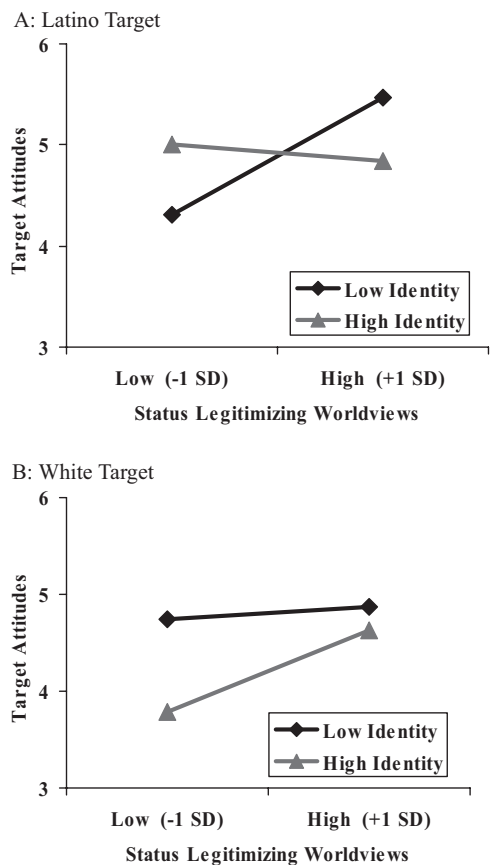 A: Latino Target
6
5
4
3
Target Attitudes
Low Identity
High Identity
Low (-1 SD) High (+1 SD)
Status Legitimizing Worldviews
B: White Target
6
5
4
3
Target Attitudes
Low Identity
High Identity
Low (-1 SD) High (+1 SD)
Status Legitimizing Worldviews